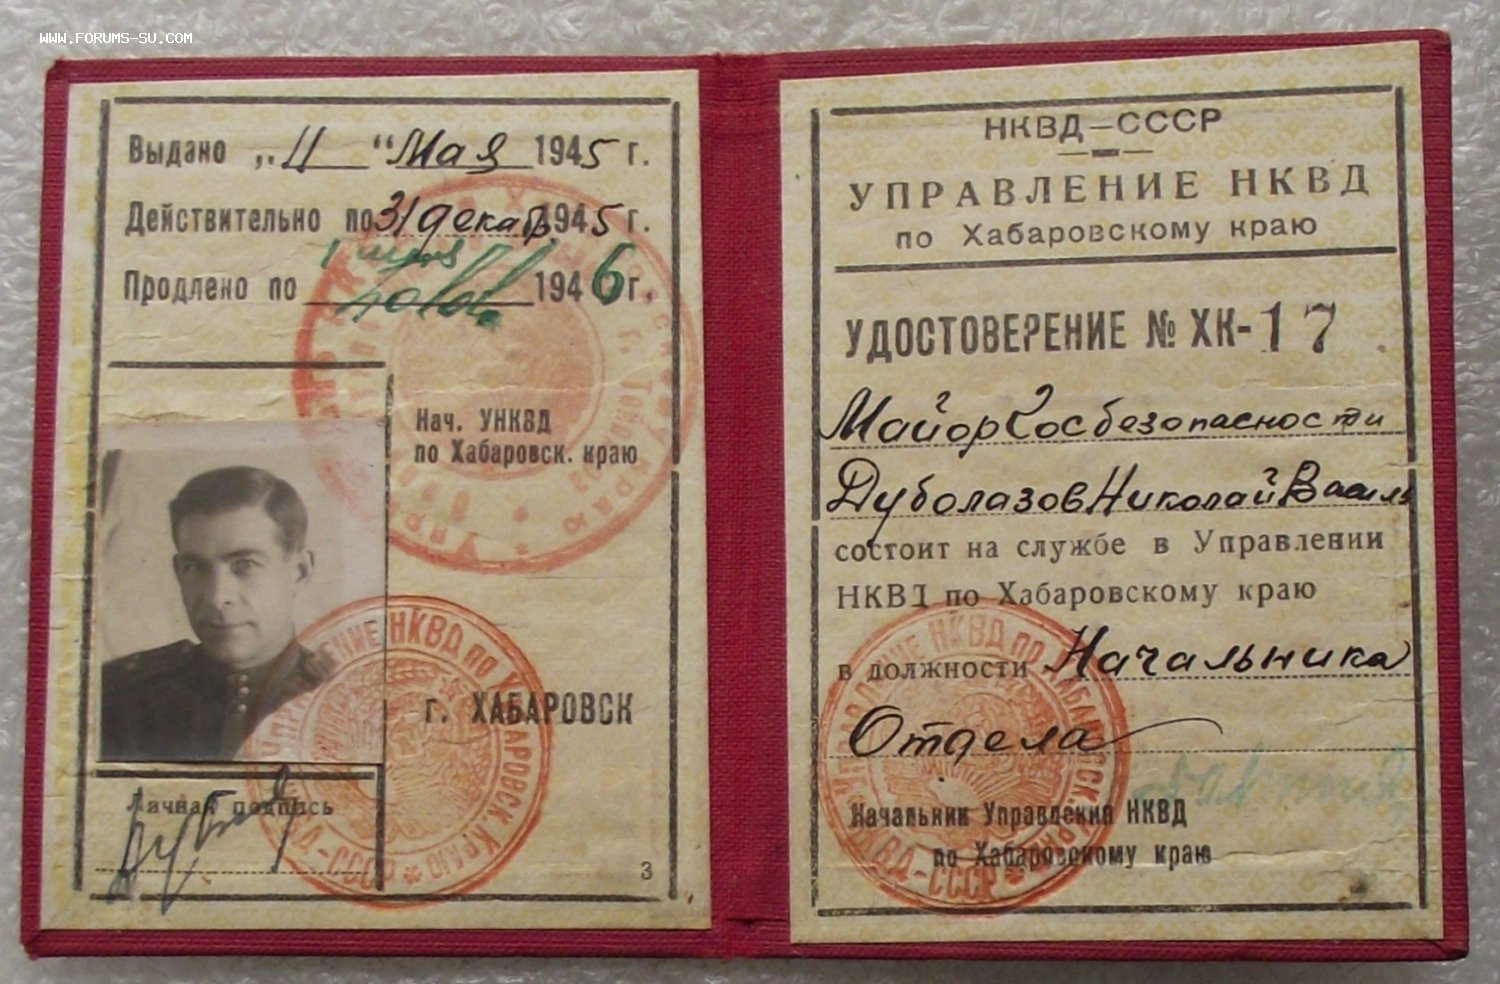 WWW.FORUMS-SU.COM
Выдано „11“ Мая 1945 г.
Действительно по 31 декаб 1945 г.
Продлено по 1946 г.
Нач. УНКВД
по Хабаровск. краю
г. ХАБАРОВСК
Личная подпись
3
НКВД–СССР
УПРАВЛЕНИЕ НКВД
по Хабаровскому краю
УДОСТОВЕРЕНИЕ № ХК-17
Майор Госбезопасности
Дуболазов Николай Василь
состоит на службе в Управлении
НКВД по Хабаровскому краю
в должности Начальника
Отдела
Начальник Управления НКВД
по Хабаровскому краю